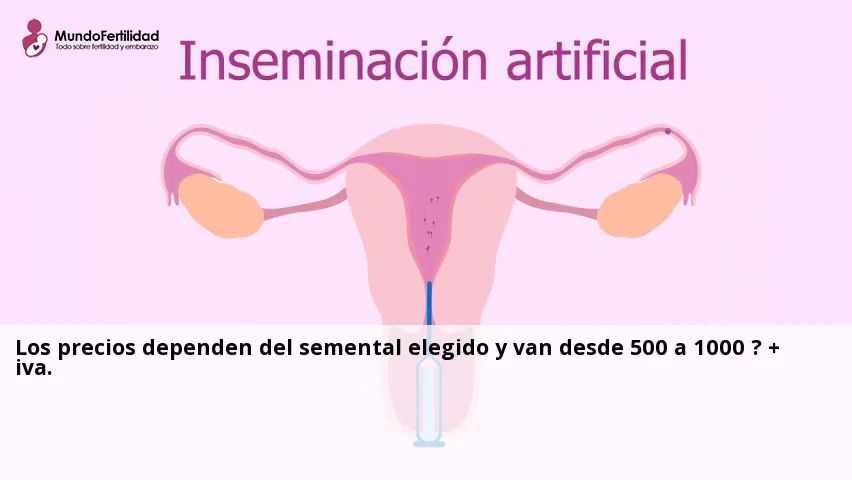 MundoFertilidad
Todo sobre fertilidad y embarazo
Inseminación artificial
Los precios dependen del semental elegido y van desde 500 a 1000 ? +
iva.